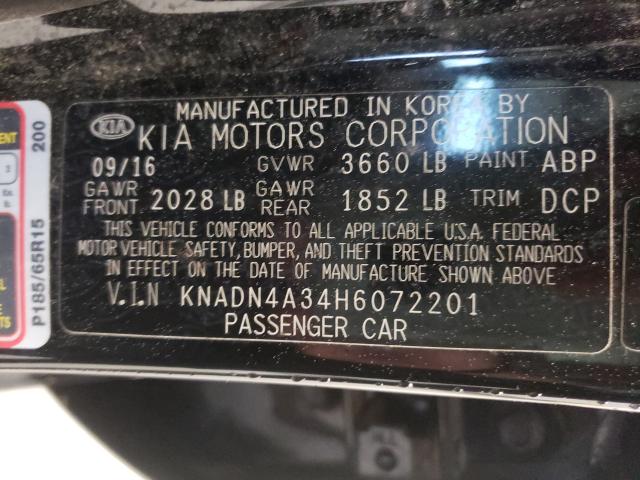 MANUFACTURED IN KOREA BY
KIA KIA MOTORS CORPORATION
09/16 GVWR 3660 LB PAINT ABP
GAWR FRONT 2028 LB GAWR REAR 1852 LB TRIM DCP
THIS VEHICLE CONFORMS TO ALL APPLICABLE U.S.A. FEDERAL
MOTOR VEHICLE SAFETY, BUMPER, AND THEFT PREVENTION STANDARDS
IN EFFECT ON THE DATE OF MANUFACTURE SHOWN ABOVE
V.I.N KNADN4A34H6072201
PASSENGER CAR
200
P185/65R15